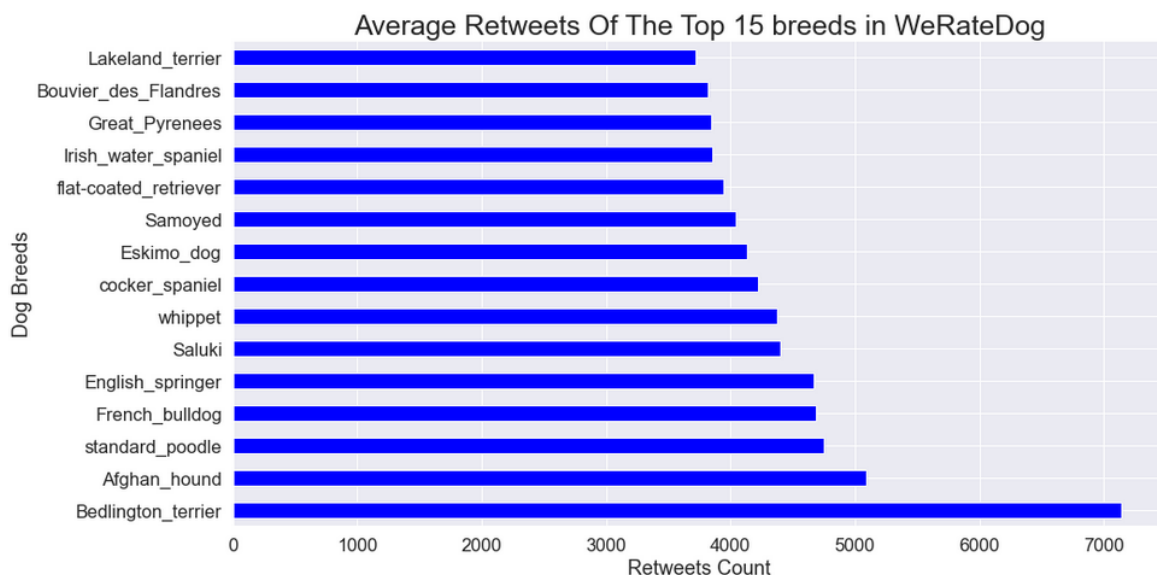 Average Retweets Of The Top 15 breeds in WeRateDog
Lakeland_terrier
Bouvier_des_Flandres
Great_Pyrenees
Irish_water_spaniel
flat-coated_retriever
Samoyed
Eskimo_dog
cocker_spaniel
whippet
Saluki
English_springer
French_bulldog
standard_poodle
Afghan_hound
Bedlington_terrier
Dog Breeds
0 1000 2000 3000 4000 5000 6000 7000
Retweets Count